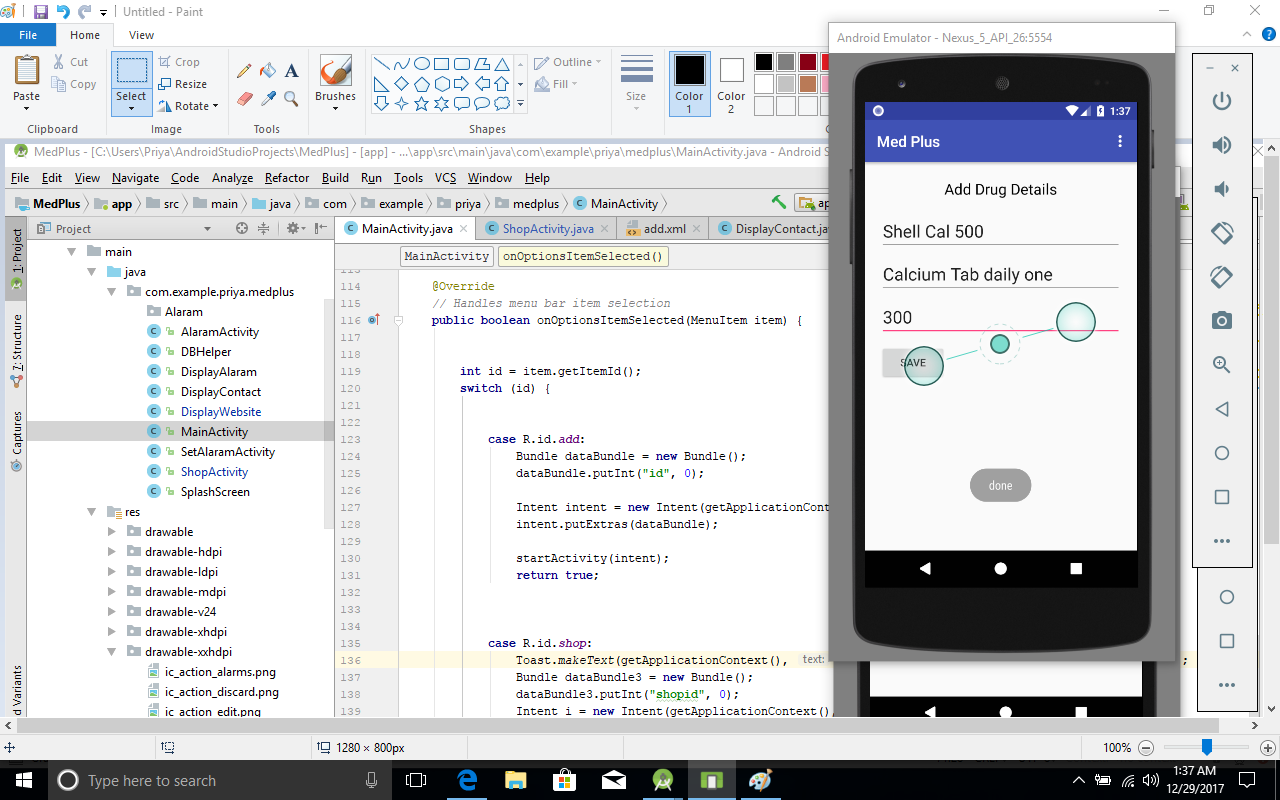 Untitled - Paint
File Home View
Cut
Copy
Paste
Clipboard
Select
Crop
Resize
Rotate
Image
A
Tools
Brushes
Shapes
Outline
Fill
Size
Color 1
Color 2
MedPlus - [C:\Users\Priya\AndroidStudioProjects\MedPlus] - [app] - ...\app\src\main\java\com\example\priya\medplus\MainActivity.java - Android S
File Edit View Navigate Code Analyze Refactor Build Run Tools VCS Window Help
MedPlus app src main java com example priya medplus MainActivity ap
Project
MainActivity.java ShopActivity.java add.xml DisplayContact.ja
MainActivity onOptionsItemSelected()
1: Project
7: Structure
Captures
d Variants
main
java
com.example.priya.medplus
Alaram
AlaramActivity
DBHelper
DisplayAlaram
DisplayContact
DisplayWebsite
MainActivity
SetAlaramActivity
ShopActivity
SplashScreen
res
drawable
drawable-hdpi
drawable-ldpi
drawable-mdpi
drawable-v24
drawable-xhdpi
drawable-xxhdpi
ic_action_alarms.png
ic_action_discard.png
ic_action_edit.png
113
114 @Override
115 // Handles menu bar item selection
116 public boolean onOptionsItemSelected(MenuItem item) {
117
118
119 int id = item.getItemId();
120 switch (id) {
121
122
123 case R.id.add:
124 Bundle dataBundle = new Bundle();
125 dataBundle.putInt("id", 0);
126
127 Intent intent = new Intent(getApplicationCont
128 intent.putExtras(dataBundle);
129
130 startActivity(intent);
131 return true;
132
133
134
135 case R.id.shop:
136 Toast.makeText(getApplicationContext(), text: ;
137 Bundle dataBundle3 = new Bundle();
138 dataBundle3.putInt("shopid", 0);
139 Intent i = new Intent(getApplicationContext(),
Android Emulator - Nexus_5_API_26:5554
1:37
Med Plus
Add Drug Details
Shell Cal 500
Calcium Tab daily one
300
SAVE
done
1280 × 800px
100%
Type here to search
1:37 AM
12/29/2017